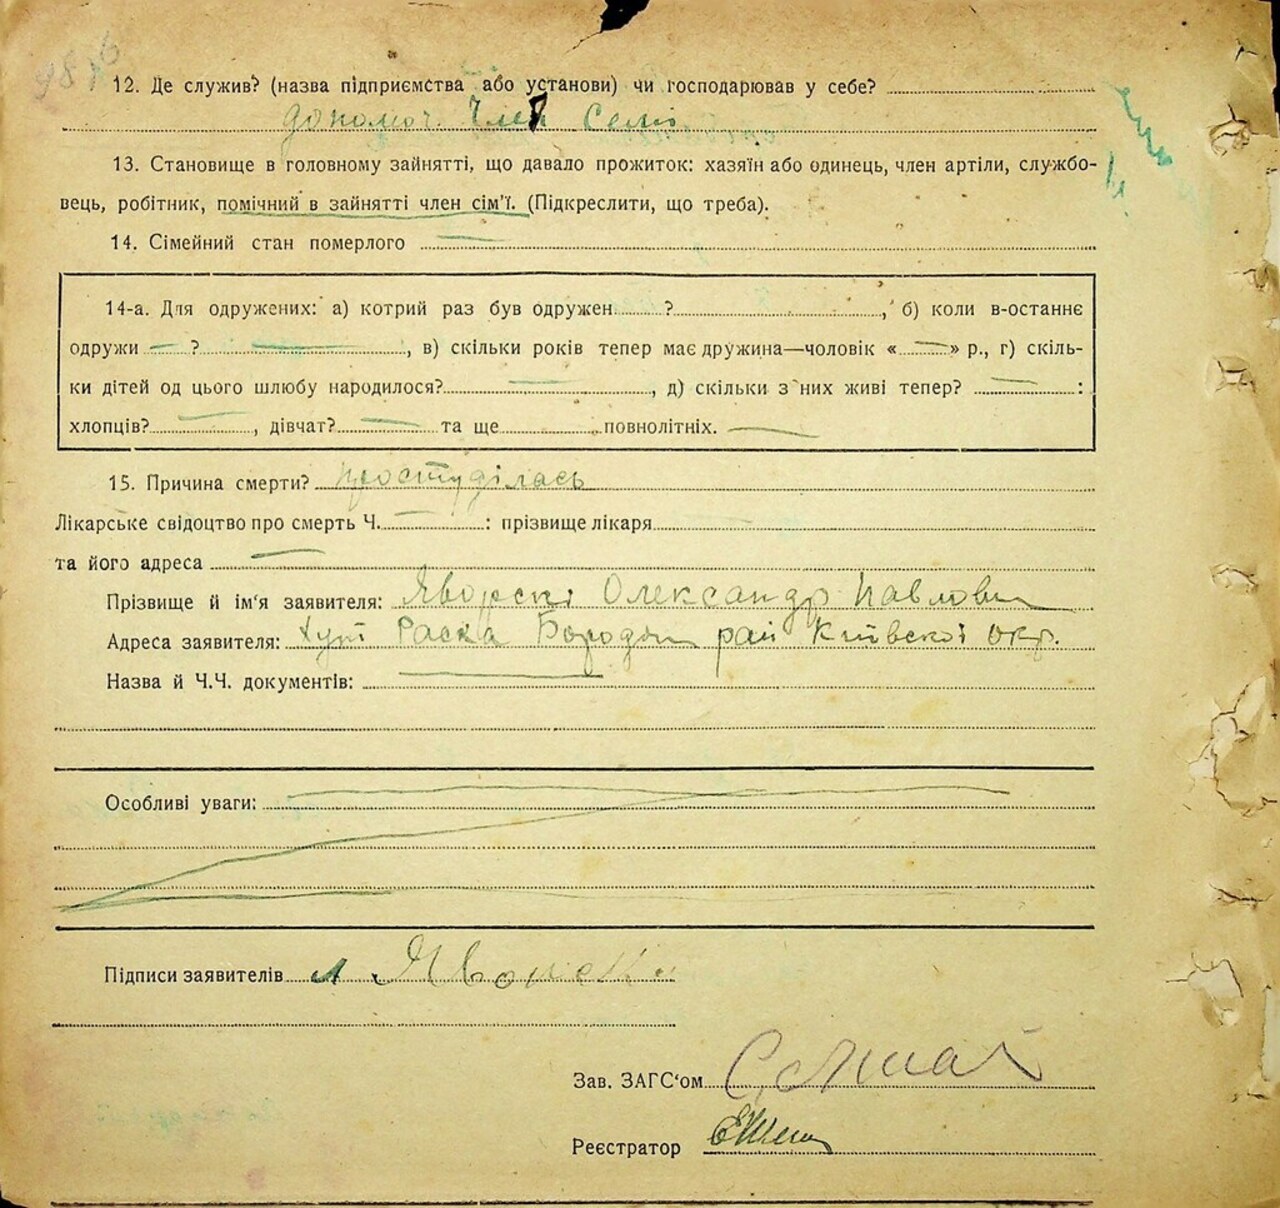 12. Де служив? (назва підприємства або установи) чи господарював у себе?
допомоч. Член Семі
13. Становище в головному зайнятті, що давало прожиток: хазяїн або одинець, член артіли, службо-
вець, робітник, помічний в зайнятті член сім'ї. (Підкреслити, що треба).
14. Сімейний стан померлого
14-а. Для одружених: а) котрий раз був одружен ?, б) коли в-останнє
одружи — ? —, в) скільки років тепер має дружина—чоловік «—» р., г) скіль-
ки дітей од цього шлюбу народилося? —, д) скільки з них живі тепер? — :
хлопців? —, дівчат? — та ще повнолітніх. —
15. Причина смерти? простуділась
Лікарське свідоцтво про смерть Ч. — : прізвище лікаря
та його адреса —
Прізвище й ім'я заявителя: Яворскі Олександр Павлович
Адреса заявителя: Хут Раска Бородян рай Київскої окр.
Назва й Ч.Ч. документів: —
Особливі уваги:
Підписи заявителів Яворскі
Зав. ЗАГС'ом
Реєстратор